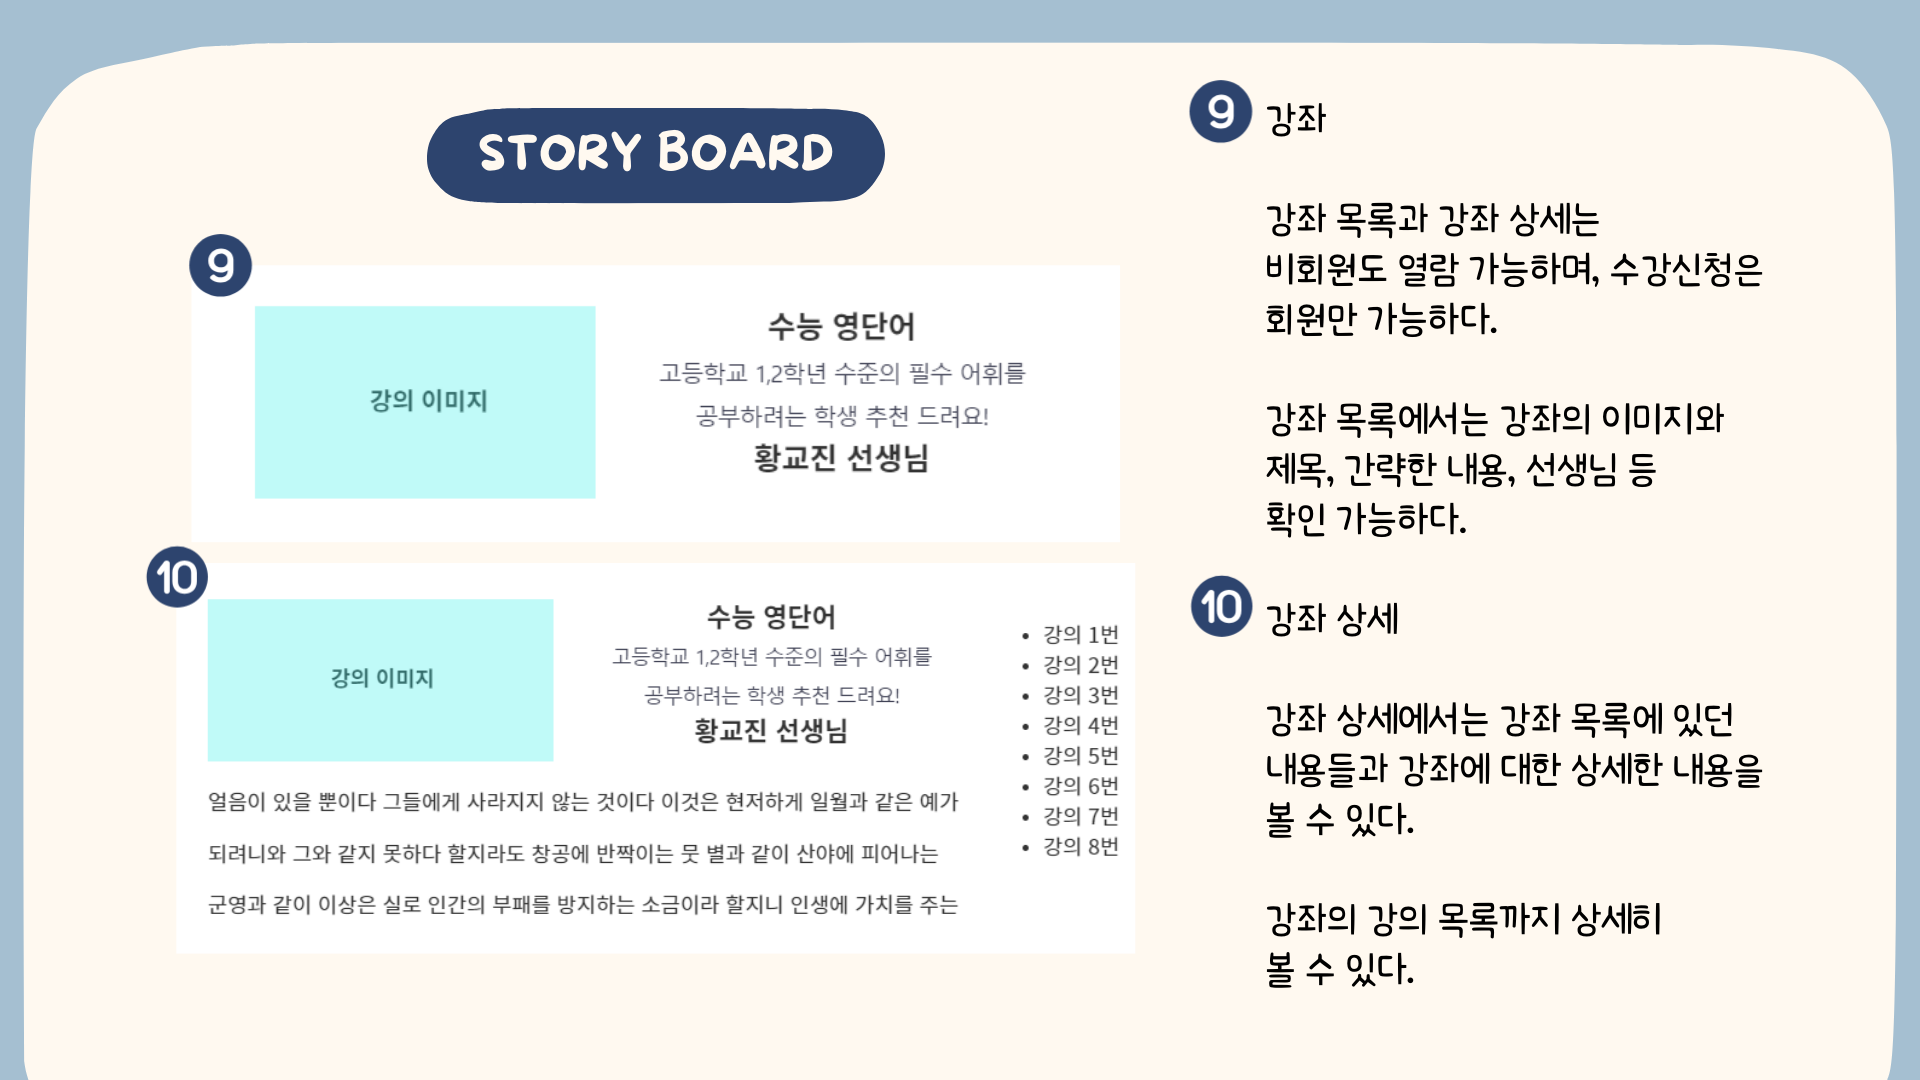 STORY BOARD
9
강의 이미지
수능 영단어
고등학교 1,2학년 수준의 필수 어휘를
공부하려는 학생 추천 드려요!
황교진 선생님
10
강의 이미지
수능 영단어
고등학교 1,2학년 수준의 필수 어휘를
공부하려는 학생 추천 드려요!
황교진 선생님
• 강의 1번
• 강의 2번
• 강의 3번
• 강의 4번
• 강의 5번
• 강의 6번
• 강의 7번
• 강의 8번
얼음이 있을 뿐이다 그들에게 사라지지 않는 것이다 이것은 현저하게 일월과 같은 예가
되려니와 그와 같지 못하다 할지라도 창공에 반짝이는 뭇 별과 같이 산야에 피어나는
군영과 같이 이상은 실로 인간의 부패를 방지하는 소금이라 할지니 인생에 가치를 주는
9 강좌
강좌 목록과 강좌 상세는
비회원도 열람 가능하며, 수강신청은
회원만 가능하다.
강좌 목록에서는 강좌의 이미지와
제목, 간략한 내용, 선생님 등
확인 가능하다.
10 강좌 상세
강좌 상세에서는 강좌 목록에 있던
내용들과 강좌에 대한 상세한 내용을
볼 수 있다.
강좌의 강의 목록까지 상세히
볼 수 있다.